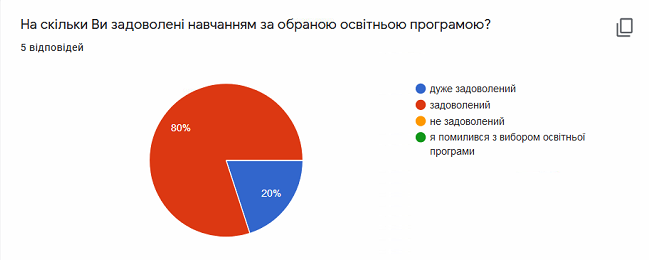 На скільки Ви задоволені навчанням за обраною освітньою програмою?
5 відповідей
80%
20%
дуже задоволений
задоволений
не задоволений
я помилився з вибором освітньої
програми